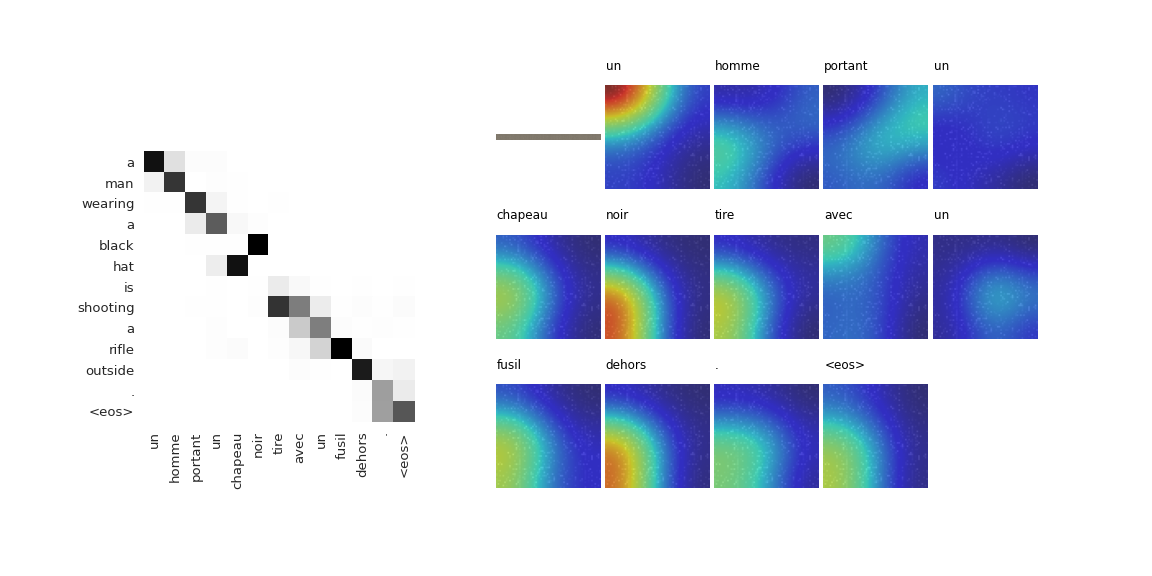 a
man
wearing
a
black
hat
is
shooting
a
rifle
outside
.
<eos>
un
homme
portant
un
chapeau
noir
tire
avec
un
fusil
dehors
.
<eos>
un homme portant un
chapeau noir tire avec un
fusil dehors . <eos>